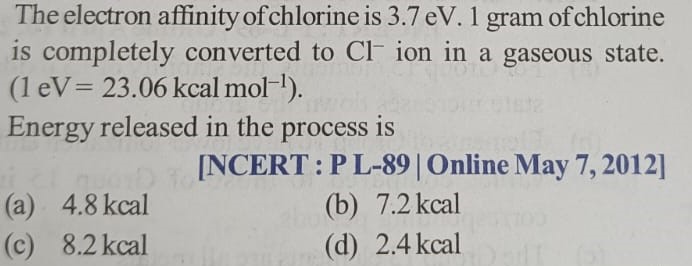 The electron affinity of chlorine is 3.7 eV. 1 gram of chlorine
is completely converted to Cl⁻ ion in a gaseous state.
(1 eV = 23.06 kcal mol⁻¹).
Energy released in the process is
[NCERT : P L-89 | Online May 7, 2012]
(a) 4.8 kcal (b) 7.2 kcal
(c) 8.2 kcal (d) 2.4 kcal